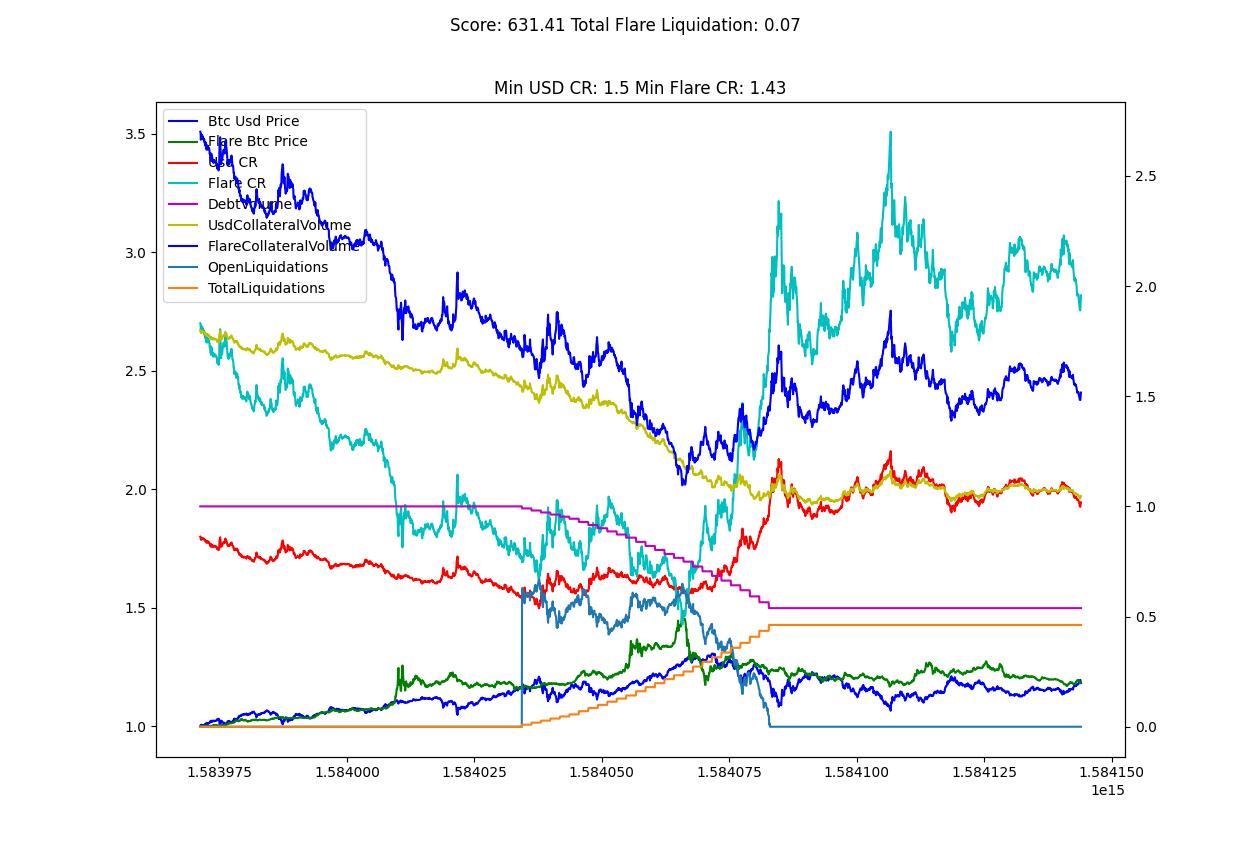 Score: 631.41 Total Flare Liquidation: 0.07
Min USD CR: 1.5 Min Flare CR: 1.43
Btc Usd Price
Flare Btc Price
Usd CR
Flare CR
DebtVolume
UsdCollateralVolume
FlareCollateralVolume
OpenLiquidations
TotalLiquidations
3.5
3.0
2.5
2.0
1.5
1.0
2.5
2.0
1.5
1.0
0.5
0.0
1.583975 1.584000 1.584025 1.584050 1.584075 1.584100 1.584125 1.584150
1e15